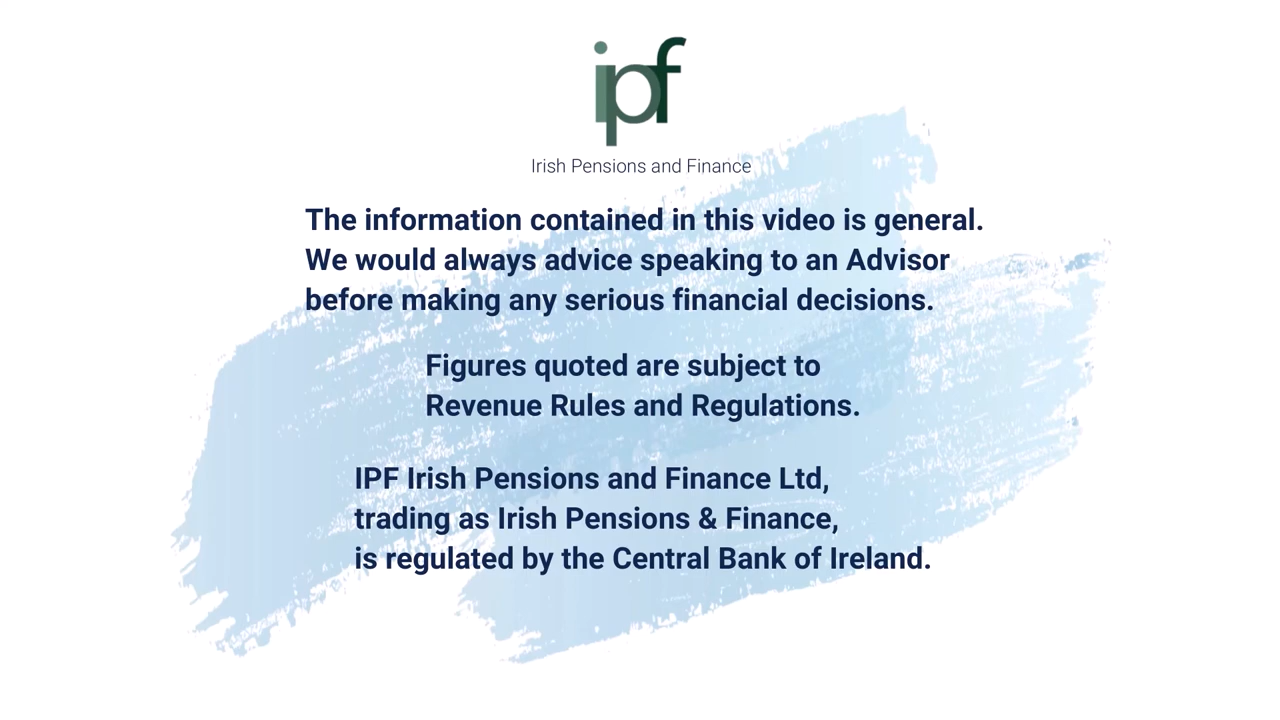 ipf
Irish Pensions and Finance
The information contained in this video is general.
We would always advice speaking to an Advisor
before making any serious financial decisions.
Figures quoted are subject to
Revenue Rules and Regulations.
IPF Irish Pensions and Finance Ltd,
trading as Irish Pensions & Finance,
is regulated by the Central Bank of Ireland.